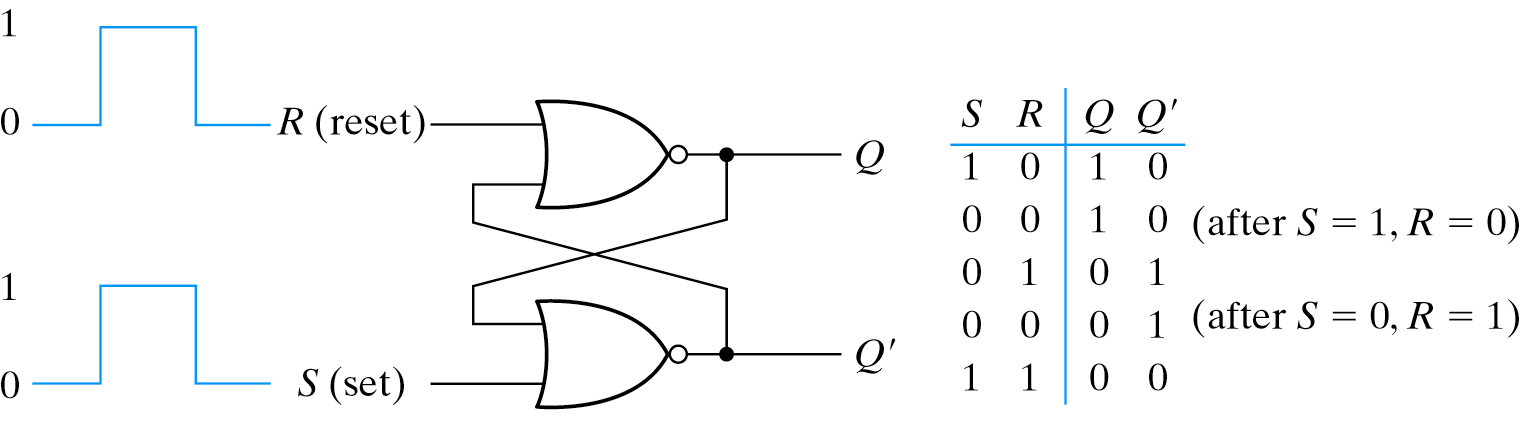 1
0
R (reset)
Q
1
0
S (set)
Q′
S R Q Q′
1 0 1 0
0 0 1 0 (after S = 1, R = 0)
0 1 0 1
0 0 0 1 (after S = 0, R = 1)
1 1 0 0